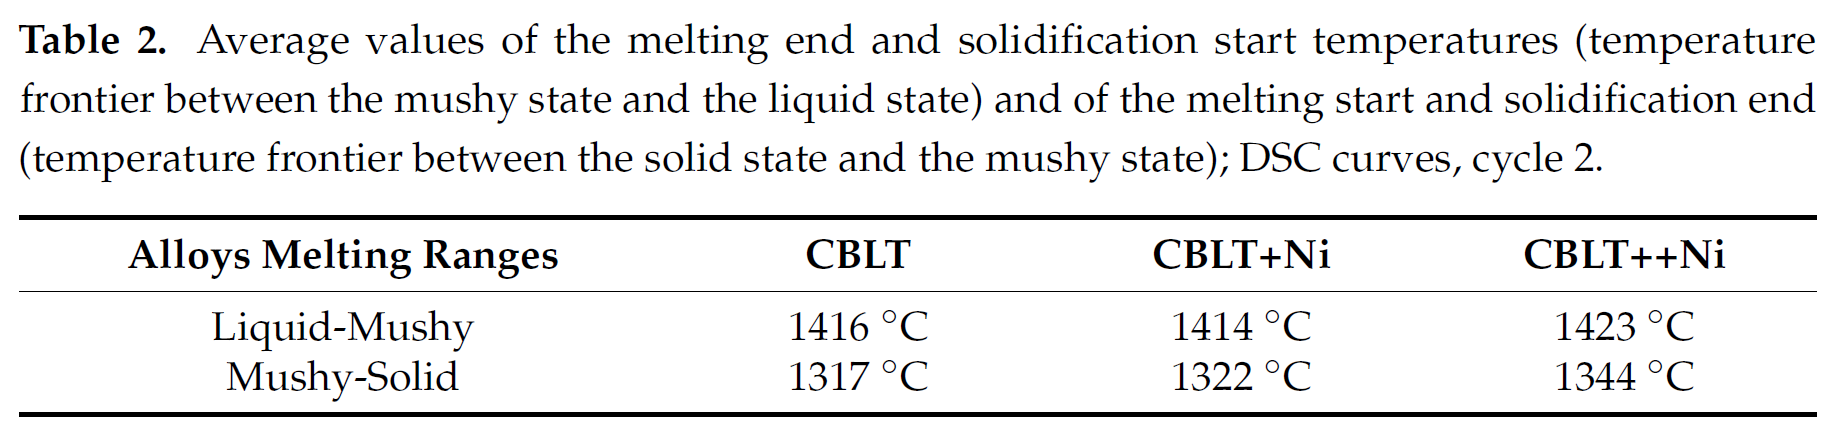 Table 2. Average values of the melting end and solidification start temperatures (temperature
frontier between the mushy state and the liquid state) and of the melting start and solidification end
(temperature frontier between the solid state and the mushy state); DSC curves, cycle 2.
Alloys Melting Ranges CBLT CBLT+Ni CBLT++Ni
Liquid-Mushy 1416 °C 1414 °C 1423 °C
Mushy-Solid 1317 °C 1322 °C 1344 °C